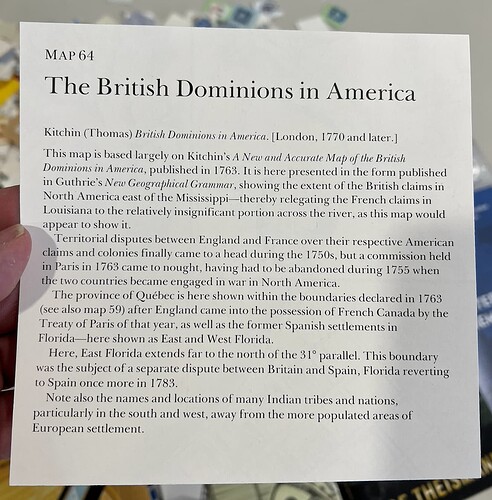 MAP 64
The British Dominions in America
Kitchin (Thomas) British Dominions in America. [London, 1770 and later.]
This map is based largely on Kitchin's A New and Accurate Map of the British
Dominions in America, published in 1763. It is here presented in the form published
in Guthrie's New Geographical Grammar, showing the extent of the British claims in
North America east of the Mississippi—thereby relegating the French claims in
Louisiana to the relatively insignificant portion across the river, as this map would
appear to show it.
Territorial disputes between England and France over their respective American
claims and colonies finally came to a head during the 1750s, but a commission held
in Paris in 1763 came to nought, having had to be abandoned during 1755 when
the two countries became engaged in war in North America.
The province of Québec is here shown within the boundaries declared in 1763
(see also map 59) after England came into the possession of French Canada by the
Treaty of Paris of that year, as well as the former Spanish settlements in
Florida—here shown as East and West Florida.
Here, East Florida extends far to the north of the 31° parallel. This boundary
was the subject of a separate dispute between Britain and Spain, Florida reverting
to Spain once more in 1783.
Note also the names and locations of many Indian tribes and nations,
particularly in the south and west, away from the more populated areas of
European settlement.